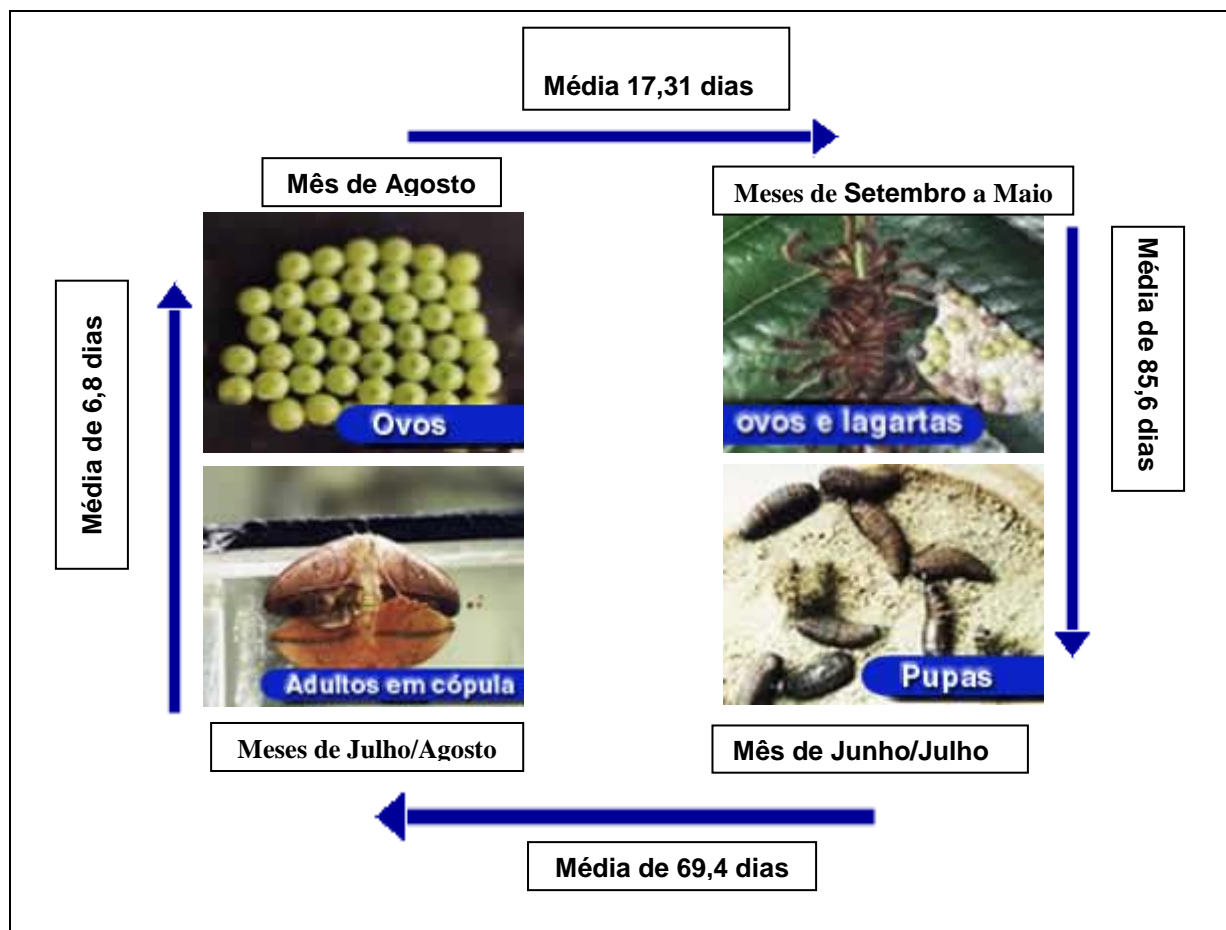 Média 17,31 dias
Mês de Agosto
Meses de Setembro a Maio
Média de 6,8 dias
Ovos
ovos e lagartas
Média de 85,6 dias
Adultos em cópula
Pupas
Meses de Julho/Agosto
Mês de Junho/Julho
Média de 69,4 dias